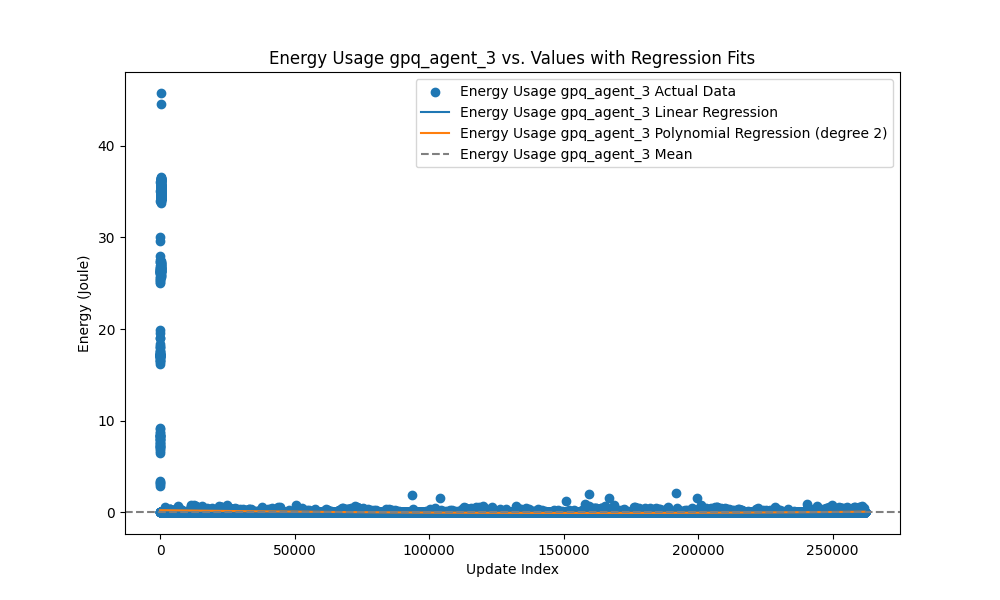 Energy Usage gpq_agent_3 vs. Values with Regression Fits
Energy Usage gpq_agent_3 Actual Data
Energy Usage gpq_agent_3 Linear Regression
Energy Usage gpq_agent_3 Polynomial Regression (degree 2)
Energy Usage gpq_agent_3 Mean
Energy (Joule)
40
30
20
10
0
0 50000 100000 150000 200000 250000
Update Index